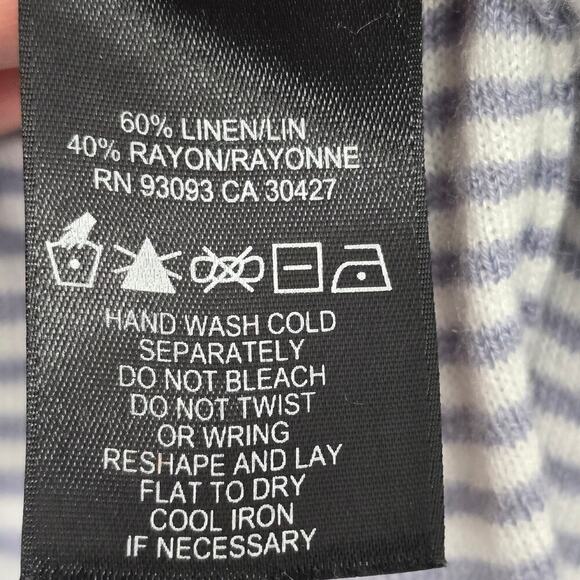 60% LINEN/LIN
40% RAYON/RAYONNE
RN 93093 CA 30427
HAND WASH COLD
SEPARATELY
DO NOT BLEACH
DO NOT TWIST
OR WRING
RESHAPE AND LAY
FLAT TO DRY
COOL IRON
IF NECESSARY